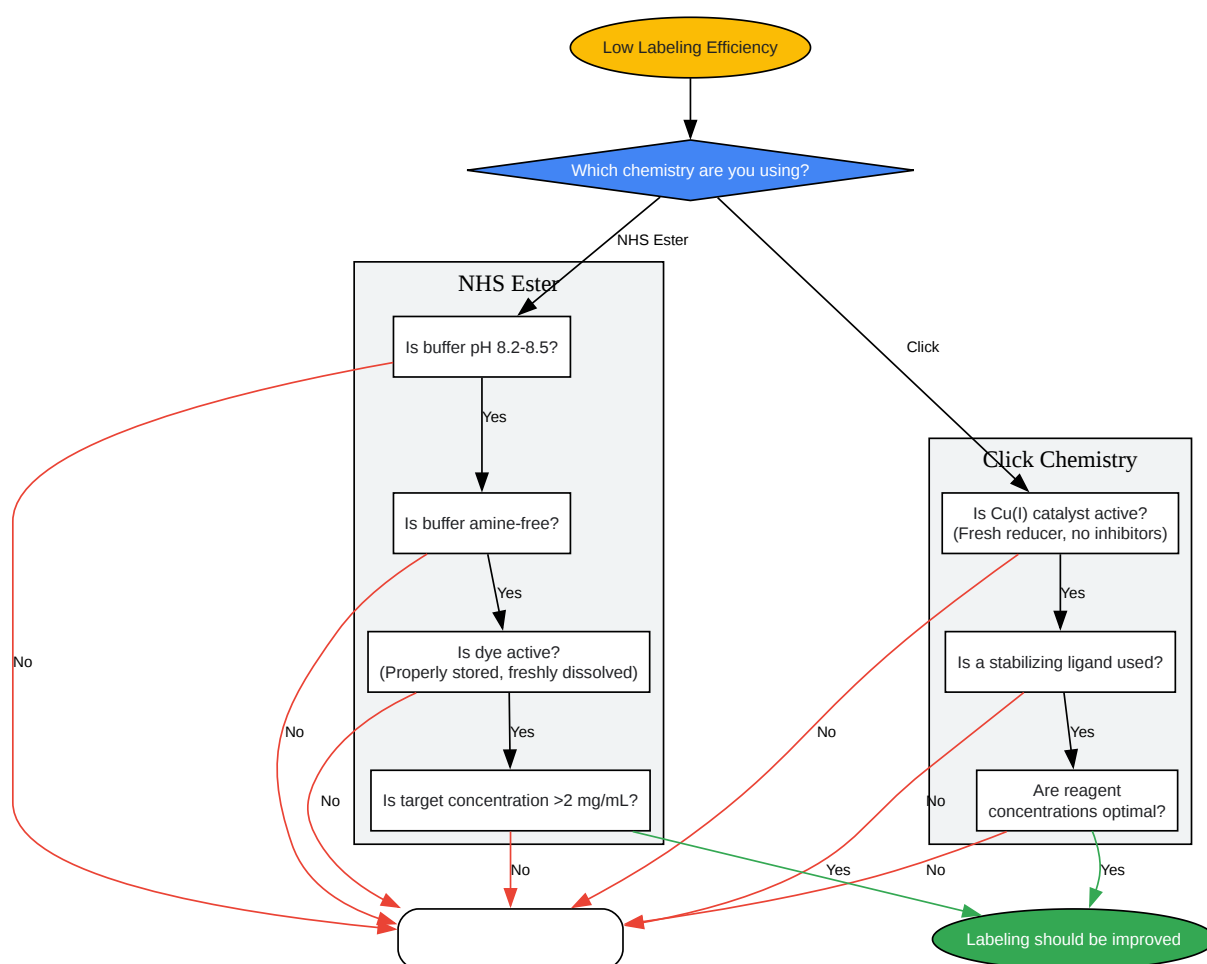 Low Labeling Efficiency
Which chemistry are you using?
NHS Ester
NHS Ester
Is buffer pH 8.2-8.5?
Click
Yes
Click Chemistry
Is buffer amine-free?
Is Cu(I) catalyst active?
(Fresh reducer, no inhibitors)
Yes
Yes
No
Is dye active?
(Properly stored, freshly dissolved)
Is a stabilizing ligand used?
No
Yes
No
Yes
No
Is target concentration >2 mg/mL?
No
Are reagent
concentrations optimal?
No
Yes
No
Yes
Labeling should be improved